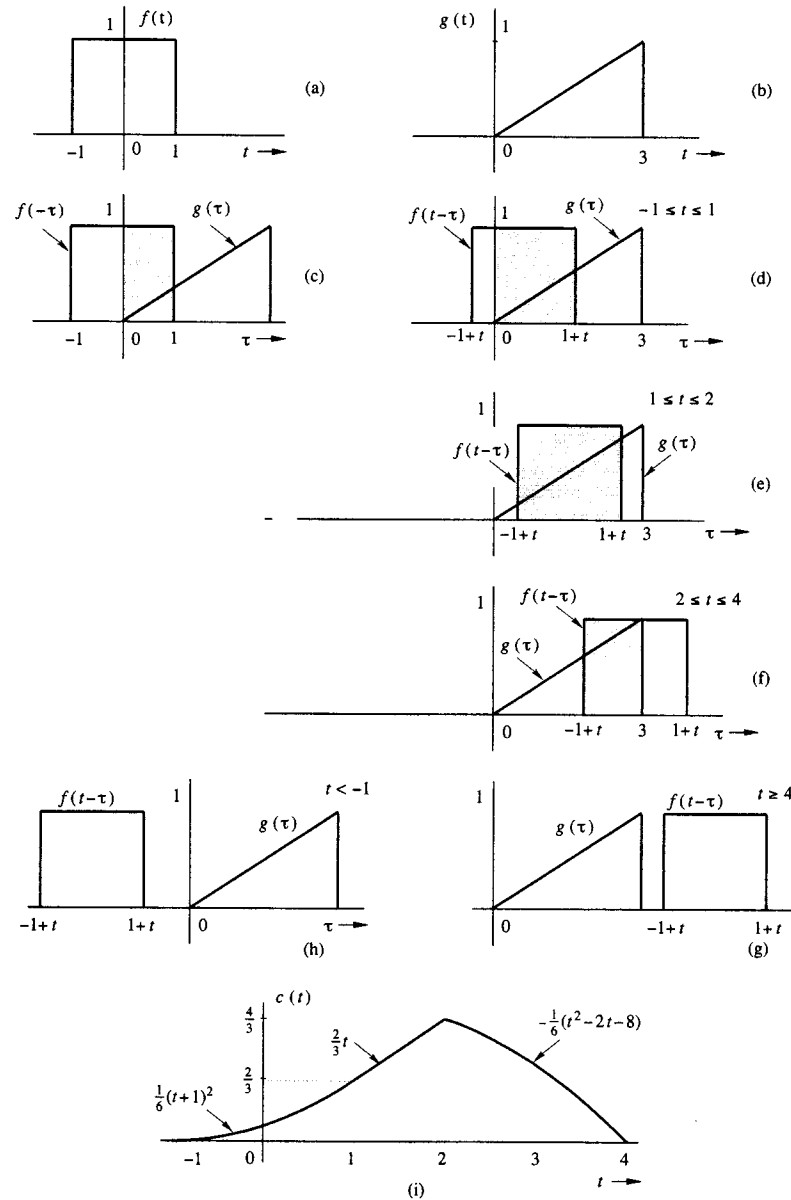 1 f(t)
(a)
-1 0 1 t →
g(t) 1
(b)
0 3 t →
f(-τ) 1 g(τ)
(c)
-1 0 1 τ →
f(t-τ) 1 g(τ) -1 ≤ t ≤ 1
(d)
-1+t 0 1+t 3 τ →
1 1 ≤ t ≤ 2
f(t-τ) g(τ)
(e)
-1+t 1+t 3 τ →
1 f(t-τ) 2 ≤ t ≤ 4
g(τ)
(f)
0 -1+t 3 1+t τ →
f(t-τ) 1 t < -1
g(τ)
-1+t 1+t 0 τ →
(h)
1 g(τ) f(t-τ) t ≥ 4
0 -1+t 1+t
(g)
c(t)
4/3
-1/6(t²-2t-8)
2/3 t
2/3
1/6(t+1)²
-1 0 1 2 3 4
t →
(i)